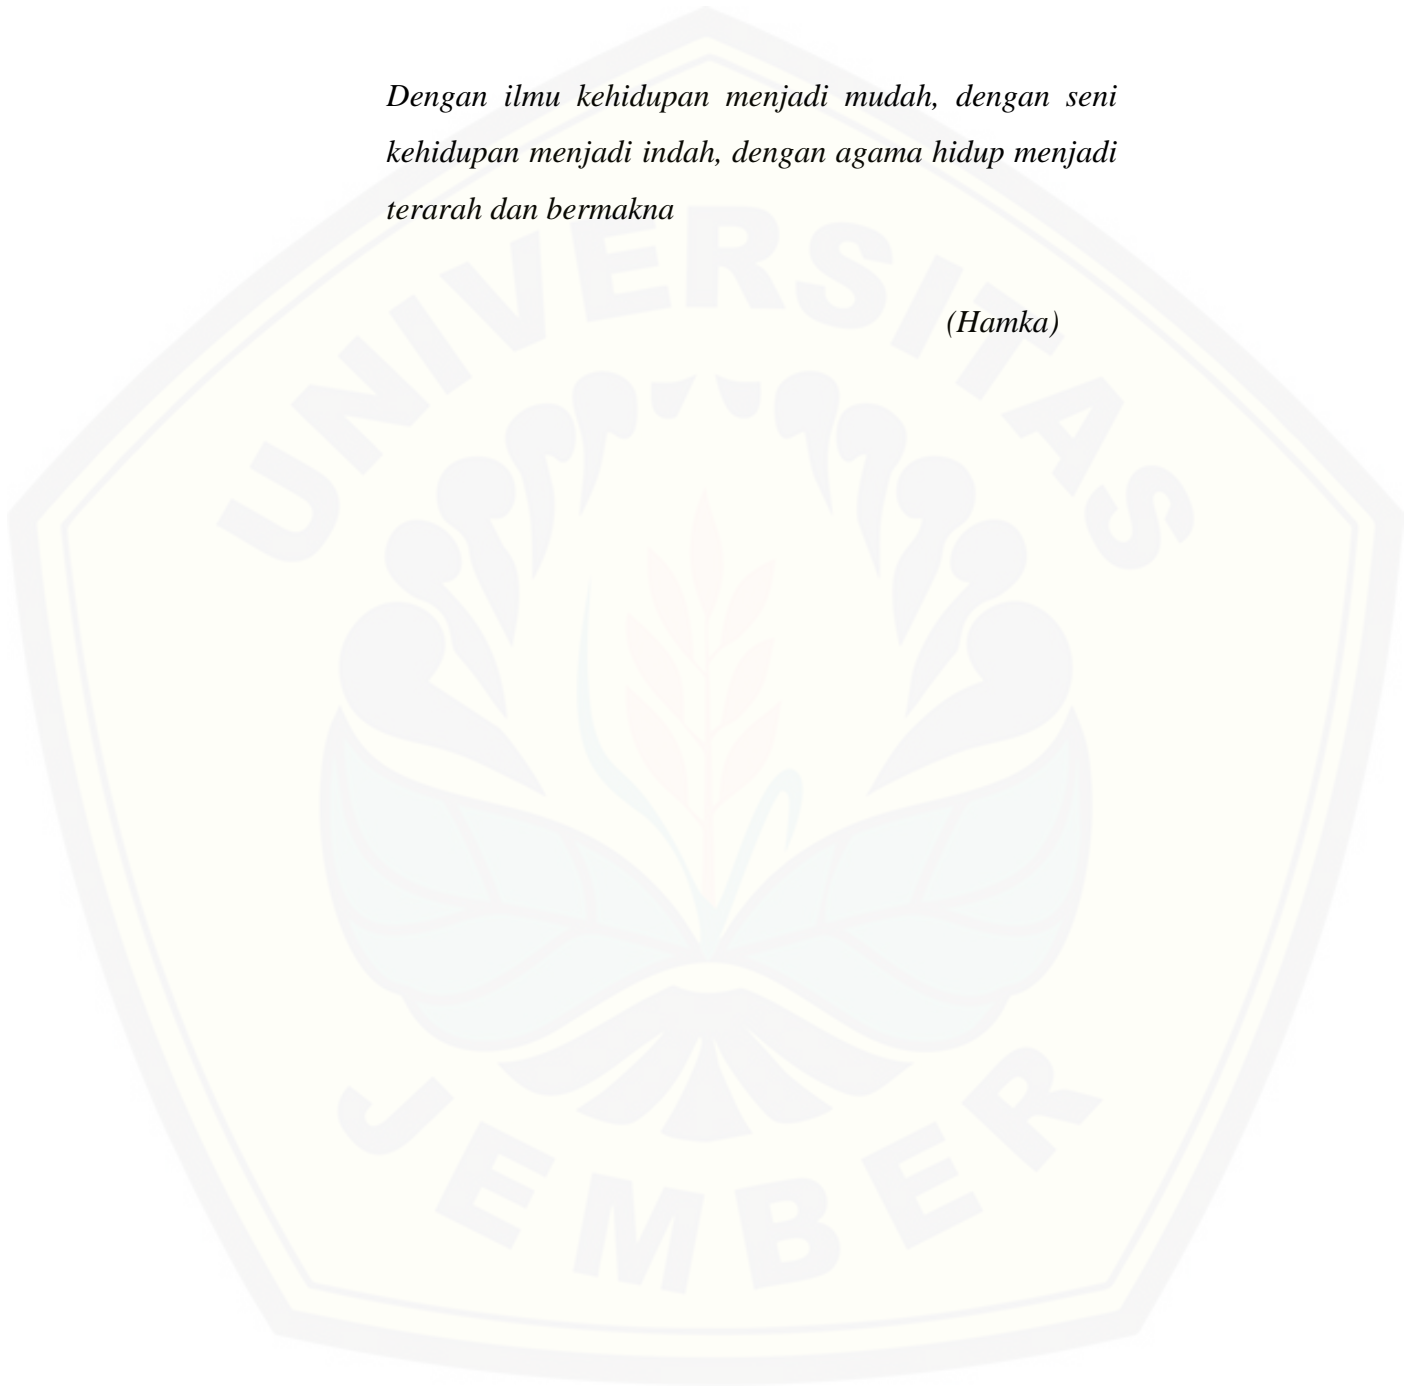 Dengan ilmu kehidupan menjadi mudah, dengan seni
kehidupan menjadi indah, dengan agama hidup menjadi
terarah dan bermakna
(Hamka)
UNIVERSITAS
JEMBER